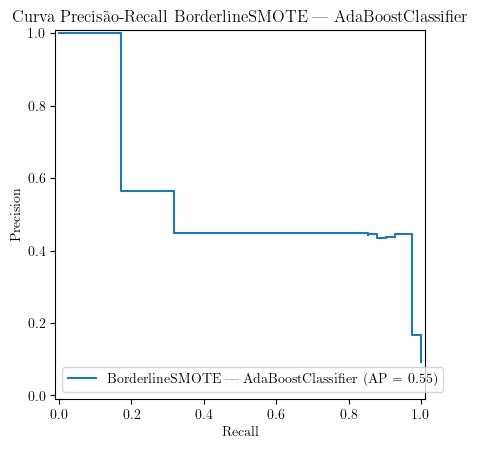 Curva Precisão-Recall BorderlineSMOTE — AdaBoostClassifier
1.0
0.8
0.6
0.4
0.2
0.0
Precision
BorderlineSMOTE — AdaBoostClassifier (AP = 0.55)
0.0 0.2 0.4 0.6 0.8 1.0
Recall